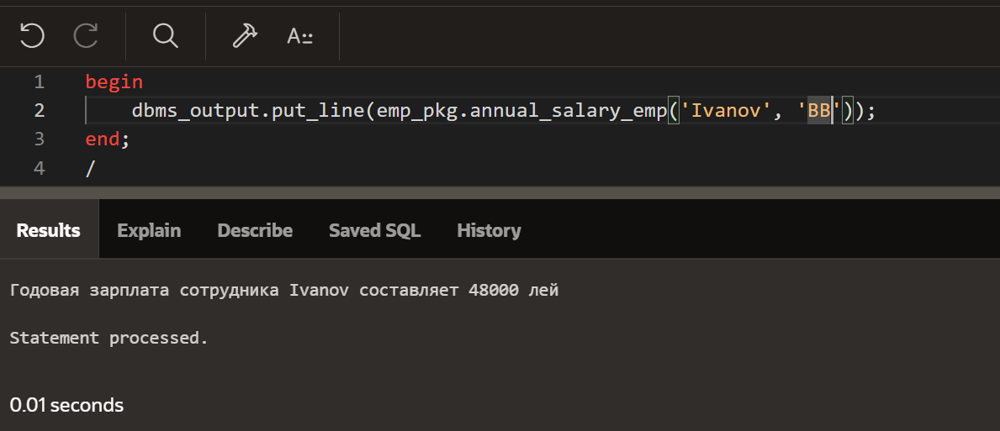 A::
1 begin
2 dbms_output.put_line(emp_pkg.annual_salary_emp('Ivanov', 'BB'));
3 end;
4 /
Results Explain Describe Saved SQL History
Годовая зарплата сотрудника Ivanov составляет 48000 лей
Statement processed.
0.01 seconds